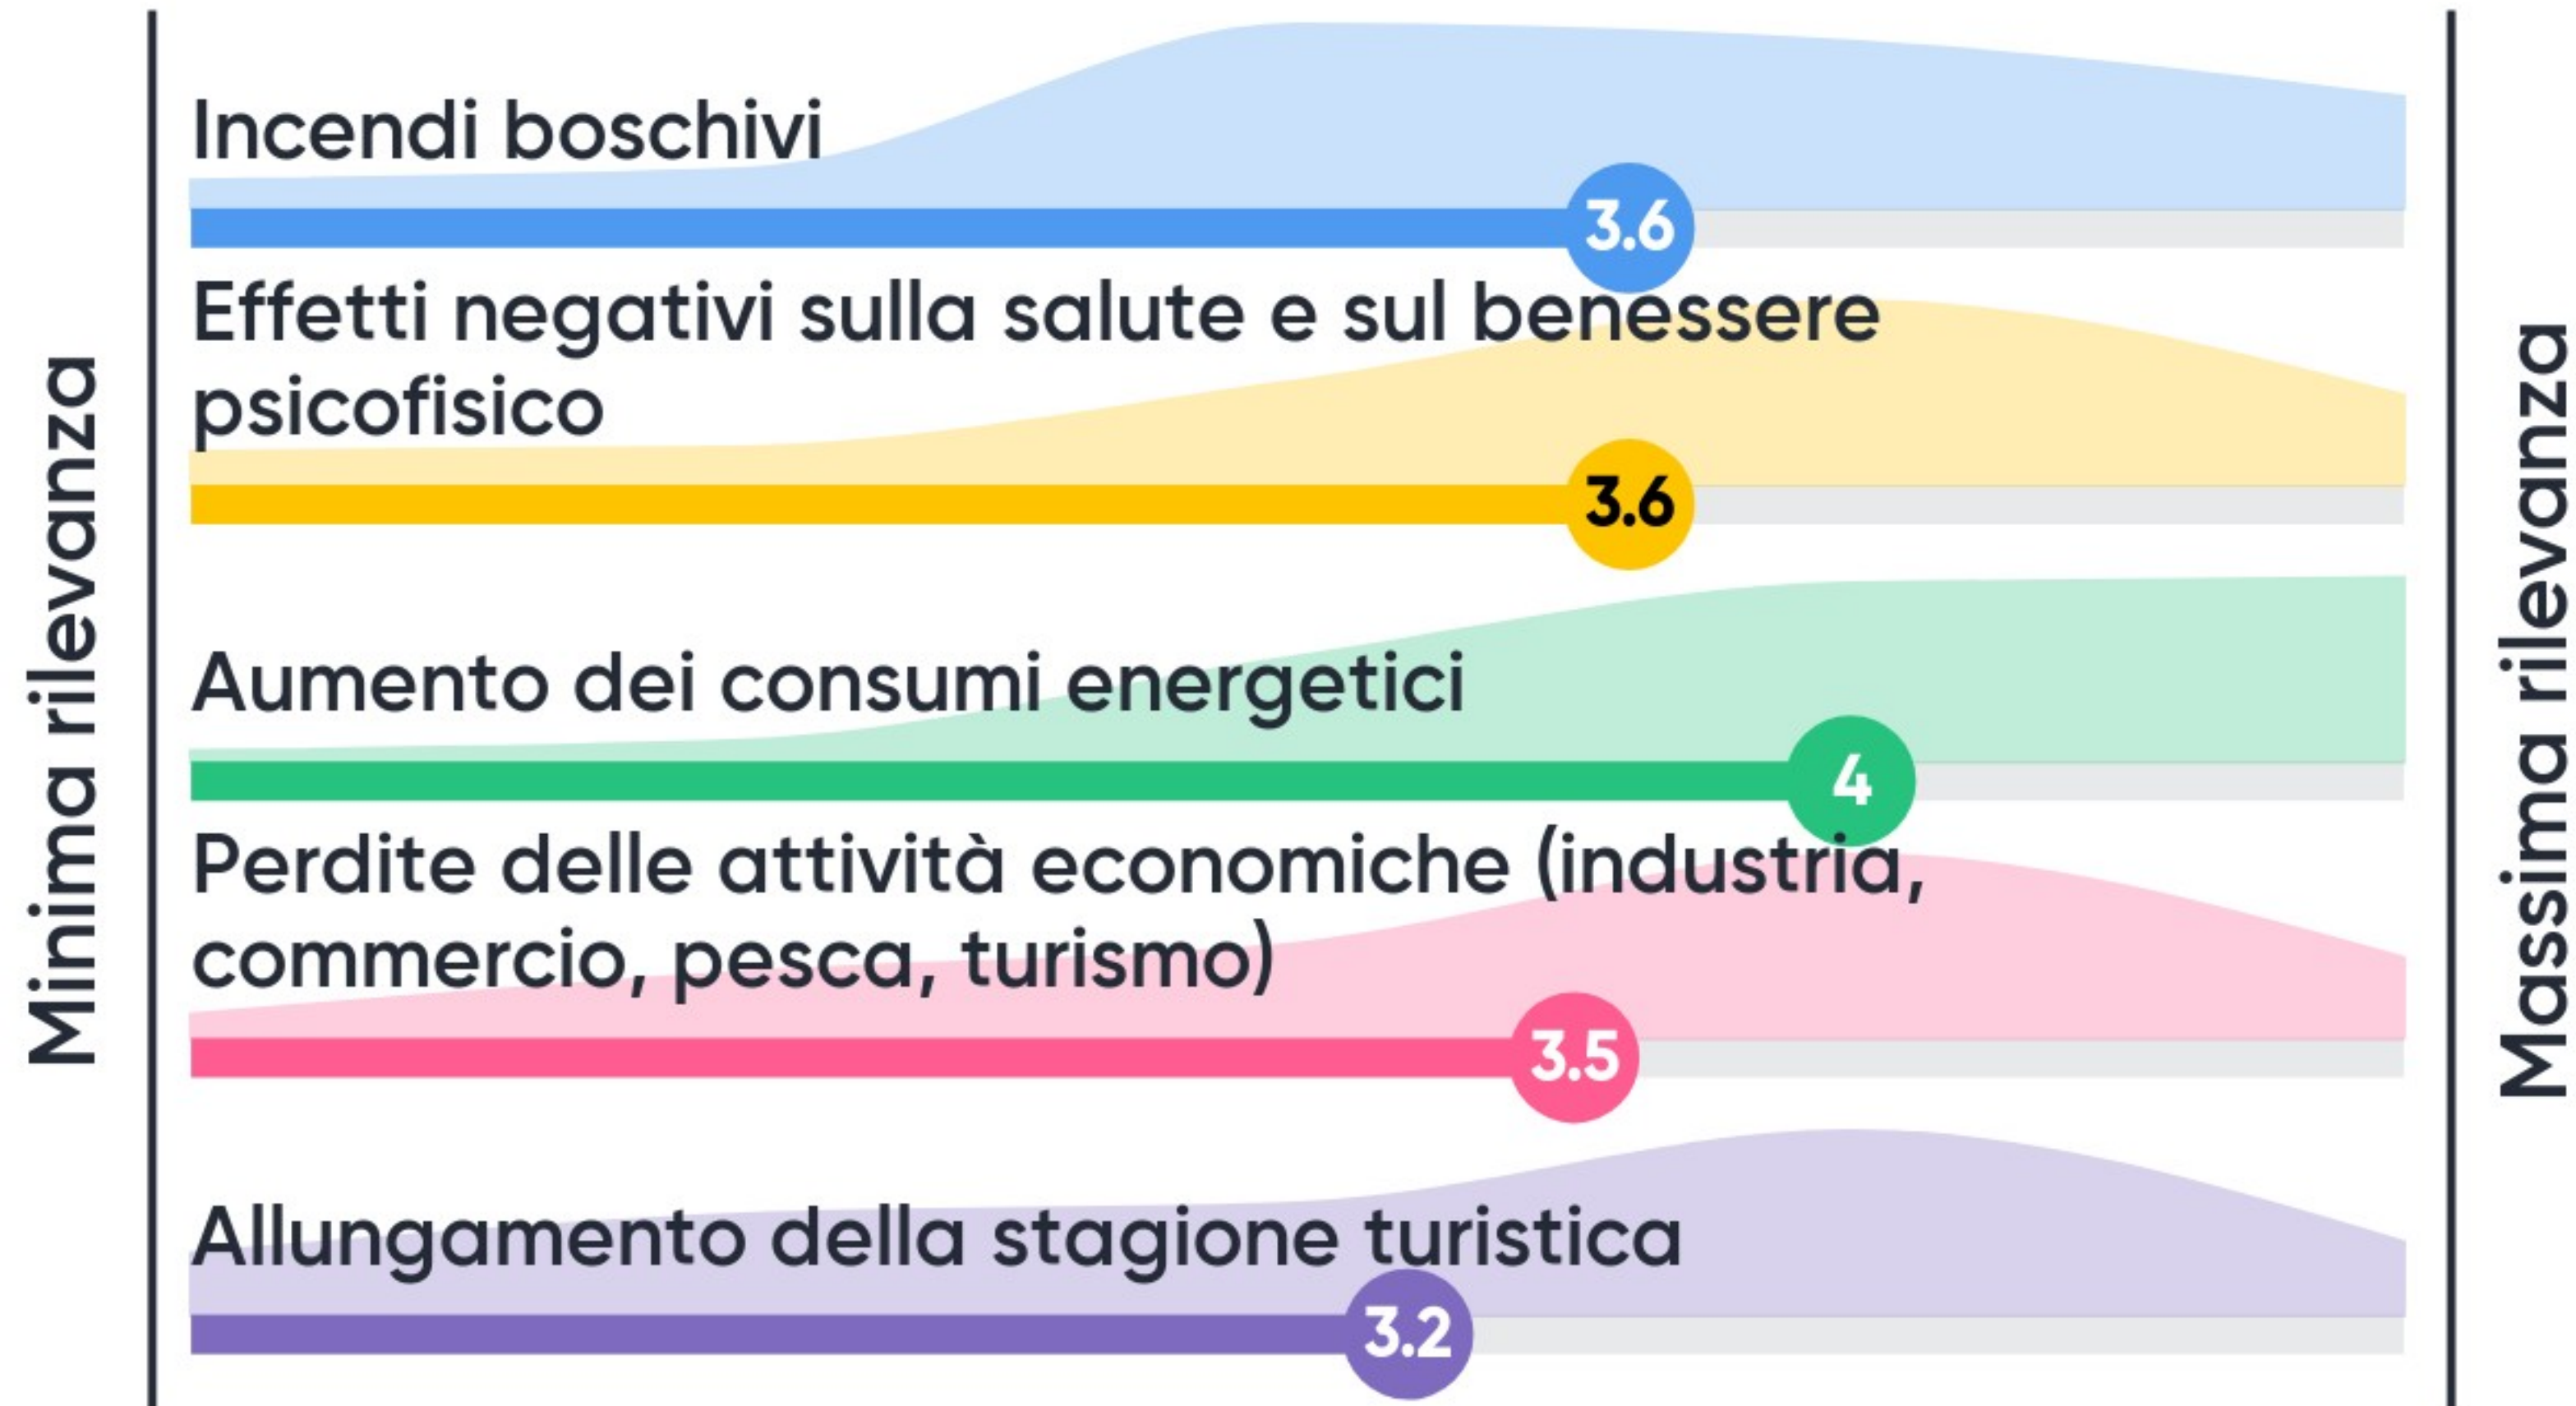 Minima rilevanza
Incendi boschivi
3.6
Effetti negativi sulla salute e sul benessere
psicofisico
3.6
Aumento dei consumi energetici
4
Perdite delle attività economiche (industria,
commercio, pesca, turismo)
3.5
Allungamento della stagione turistica
3.2
Massima rilevanza